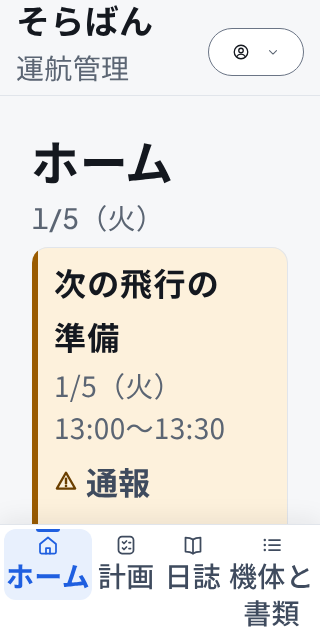 そらばん
運航管理
ホーム
1/5（火）
次の飛行の
準備
1/5（火）
13:00〜13:30
通報
ホーム
計画
日誌
機体と
書類